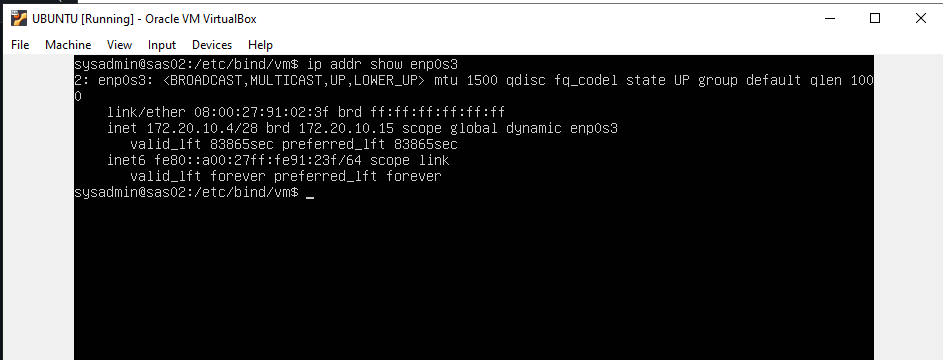 UBUNTU [Running] - Oracle VM VirtualBox
File Machine View Input Devices Help
sysadmin@sas02:/etc/bind/vm$ ip addr show enp0s3
2: enp0s3: <BROADCAST,MULTICAST,UP,LOWER_UP> mtu 1500 qdisc fq_codel state UP group default qlen 100
0
    link/ether 08:00:27:91:02:3f brd ff:ff:ff:ff:ff:ff
    inet 172.20.10.4/28 brd 172.20.10.15 scope global dynamic enp0s3
       valid_lft 83865sec preferred_lft 83865sec
    inet6 fe80::a00:27ff:fe91:23f/64 scope link
       valid_lft forever preferred_lft forever
sysadmin@sas02:/etc/bind/vm$ _